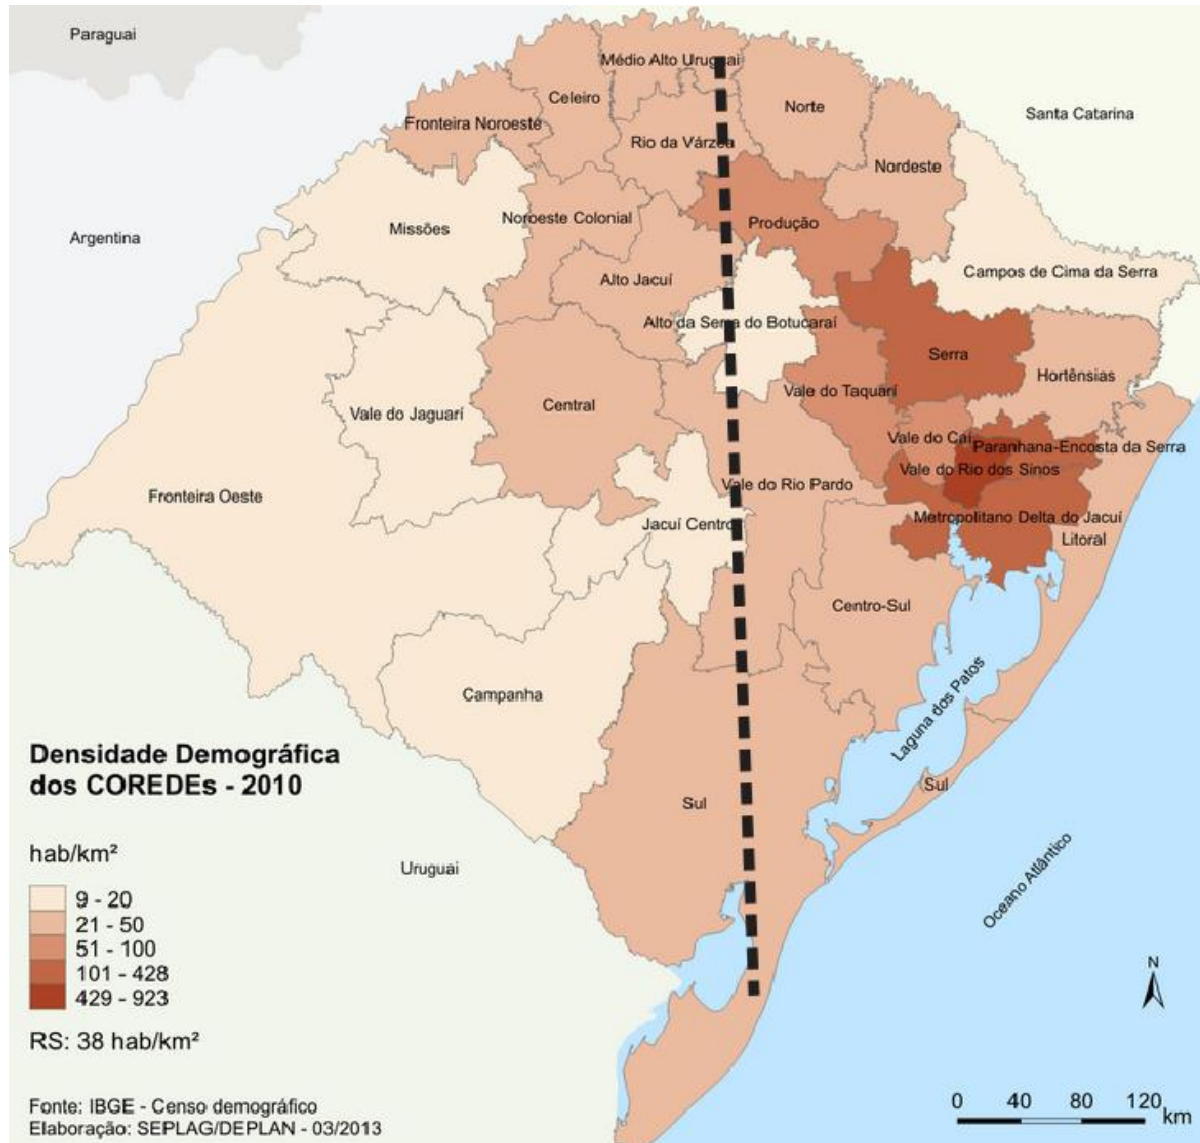 Paraguai
Médio Alto Uruguai
Celeiro
Norte
Santa Catarina
Fronteira Noroeste
Rio da Várzea
Nordeste
Argentina
Missões
Noroeste Colonial
Produção
Alto Jacuí
Campos de Cima da Serra
Alto da Serra do Botucaraí
Serra
Hortênsias
Vale do Jaguarí
Central
Vale do Taquarí
Vale do Caí
Paranhana-Encosta da Serra
Vale do Rio dos Sinos
Fronteira Oeste
Vale do Rio Pardo
Jacuí Centro
Metropolitano Delta do Jacuí
Litoral
Centro-Sul
Campanha
Laguna dos Patos
Densidade Demográfica
dos COREDEs - 2010
Sul
Sul
hab/km²
Uruguai
Oceano Atlântico
9 - 20
21 - 50
51 - 100
101 - 428
429 - 923
N
RS: 38 hab/km²
Fonte: IBGE - Censo demográfico
Elaboração: SEPLAG/DEPLAN - 03/2013
0 40 80 120
km